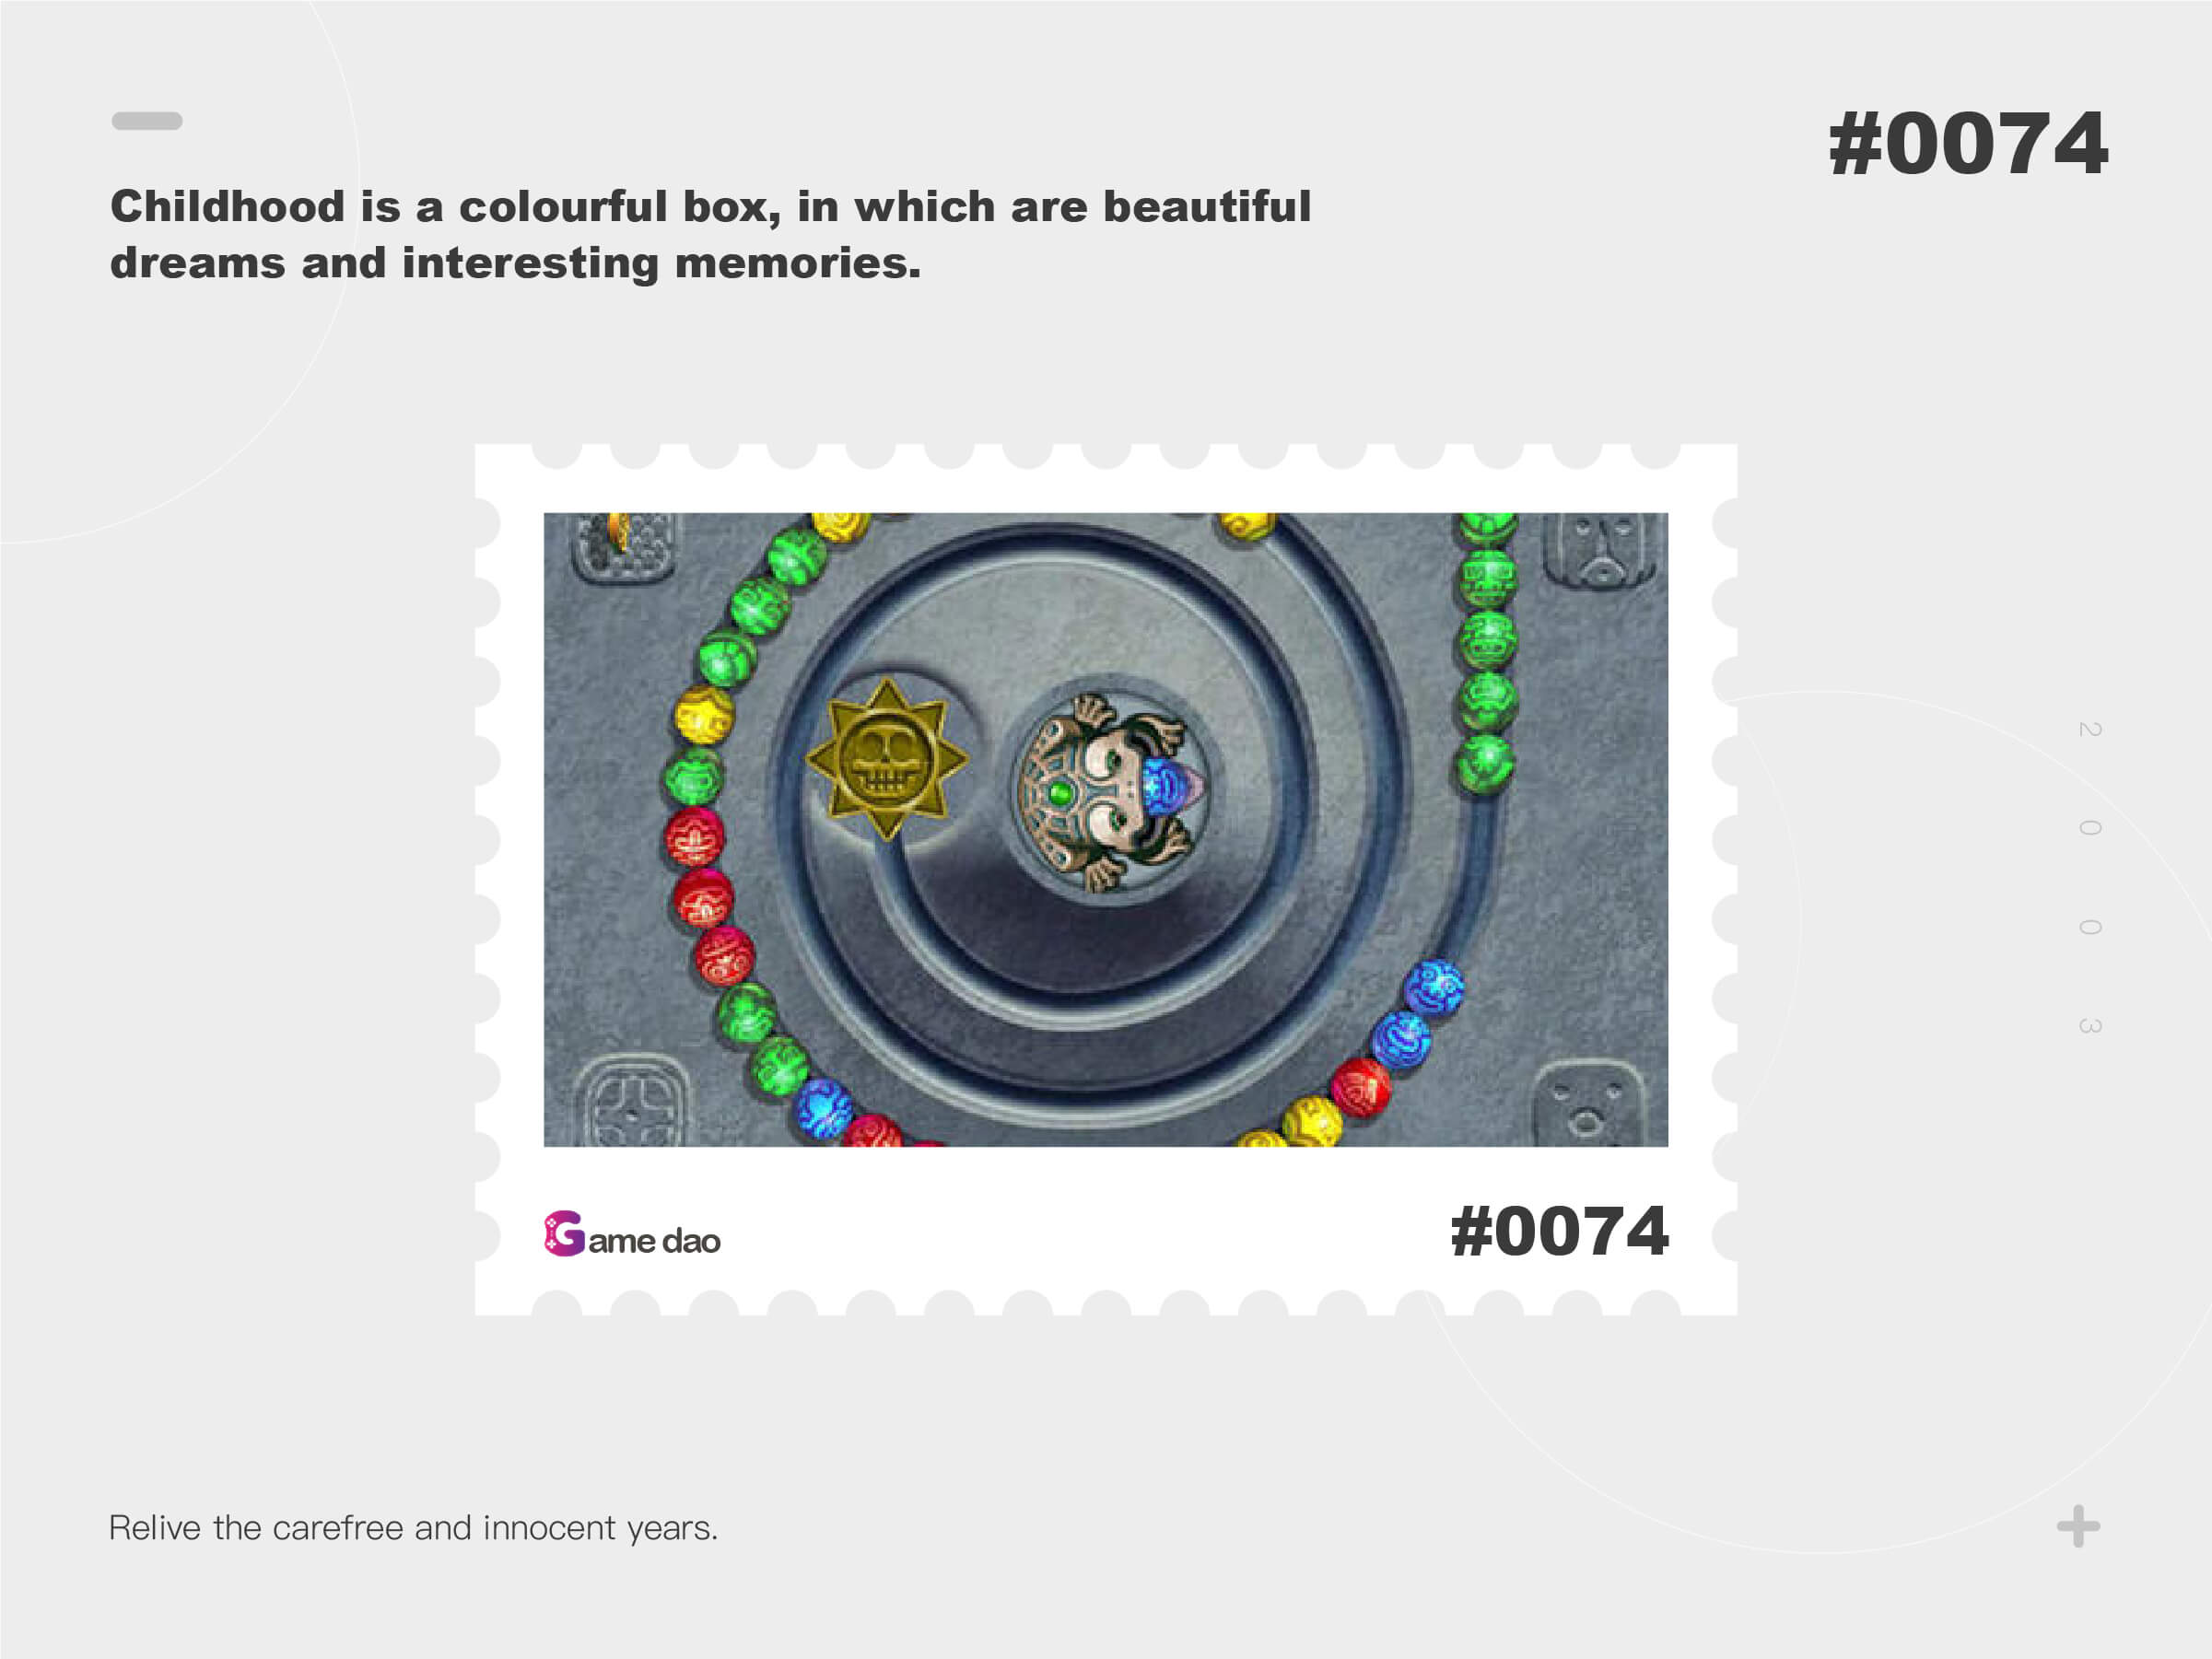 #0074
Childhood is a colourful box, in which are beautiful
dreams and interesting memories.
2003
Game dao
#0074
Relive the carefree and innocent years.